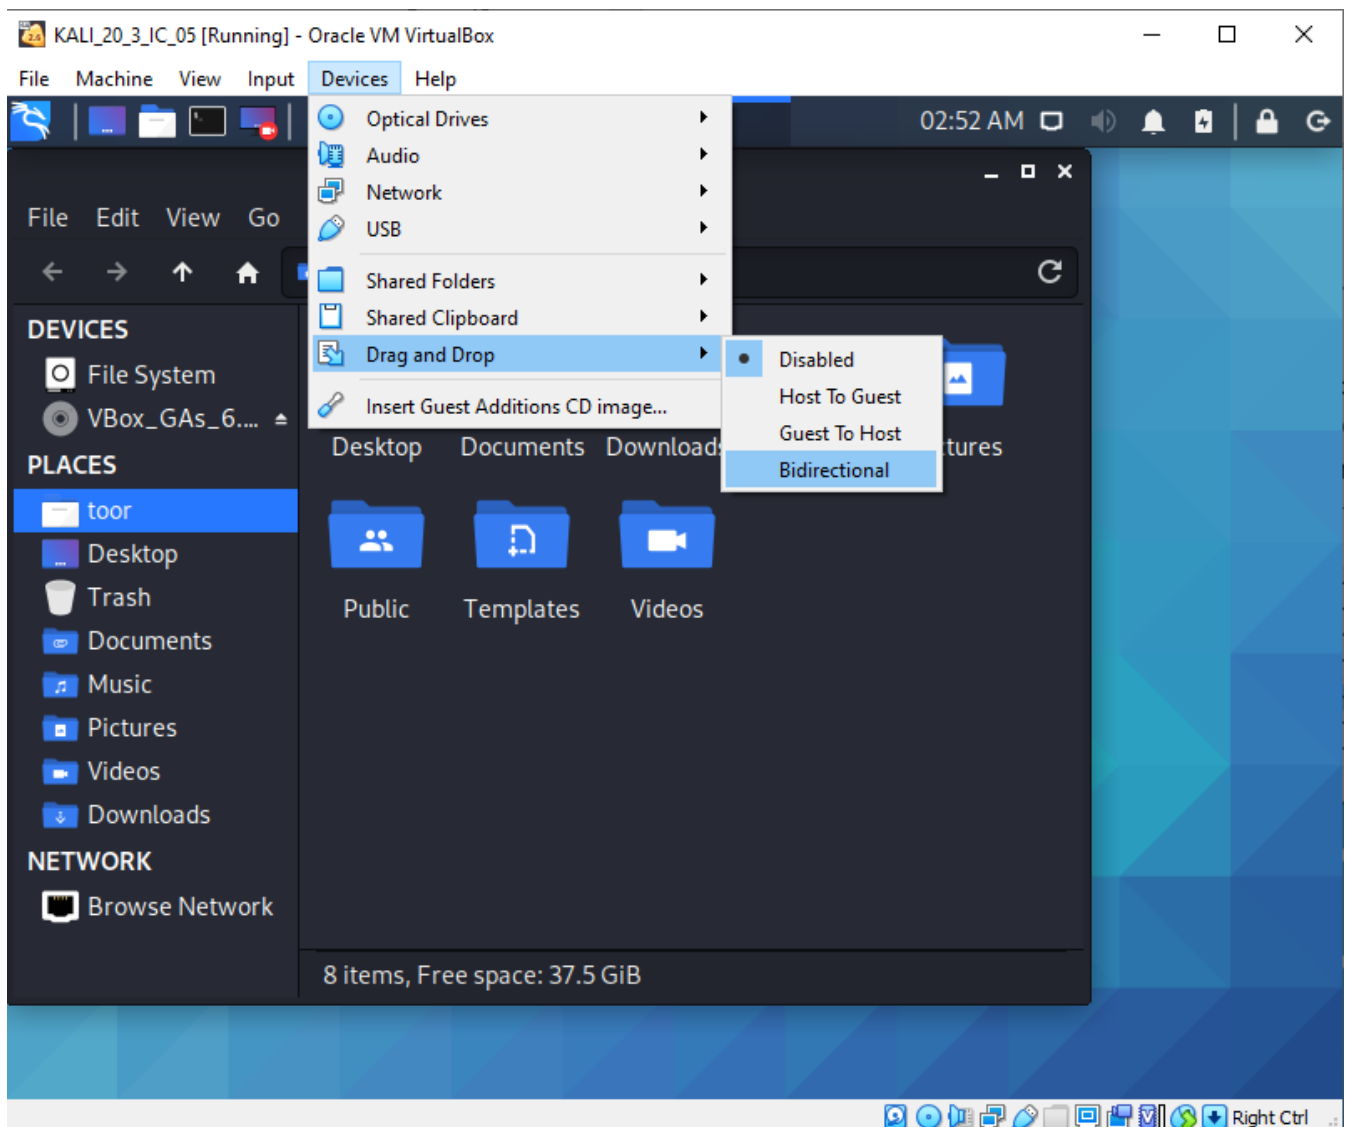 KALI_20_3_IC_05 [Running] - Oracle VM VirtualBox
File Machine View Input Devices Help
02:52 AM
Optical Drives
Audio
Network
USB
Shared Folders
Shared Clipboard
Drag and Drop
Insert Guest Additions CD image...
Disabled
Host To Guest
Guest To Host
Bidirectional
File Edit View Go
DEVICES
File System
VBox_GAs_6....
PLACES
toor
Desktop
Trash
Documents
Music
Pictures
Videos
Downloads
NETWORK
Browse Network
Desktop Documents Downloads
Public Templates Videos
8 items, Free space: 37.5 GiB
Right Ctrl